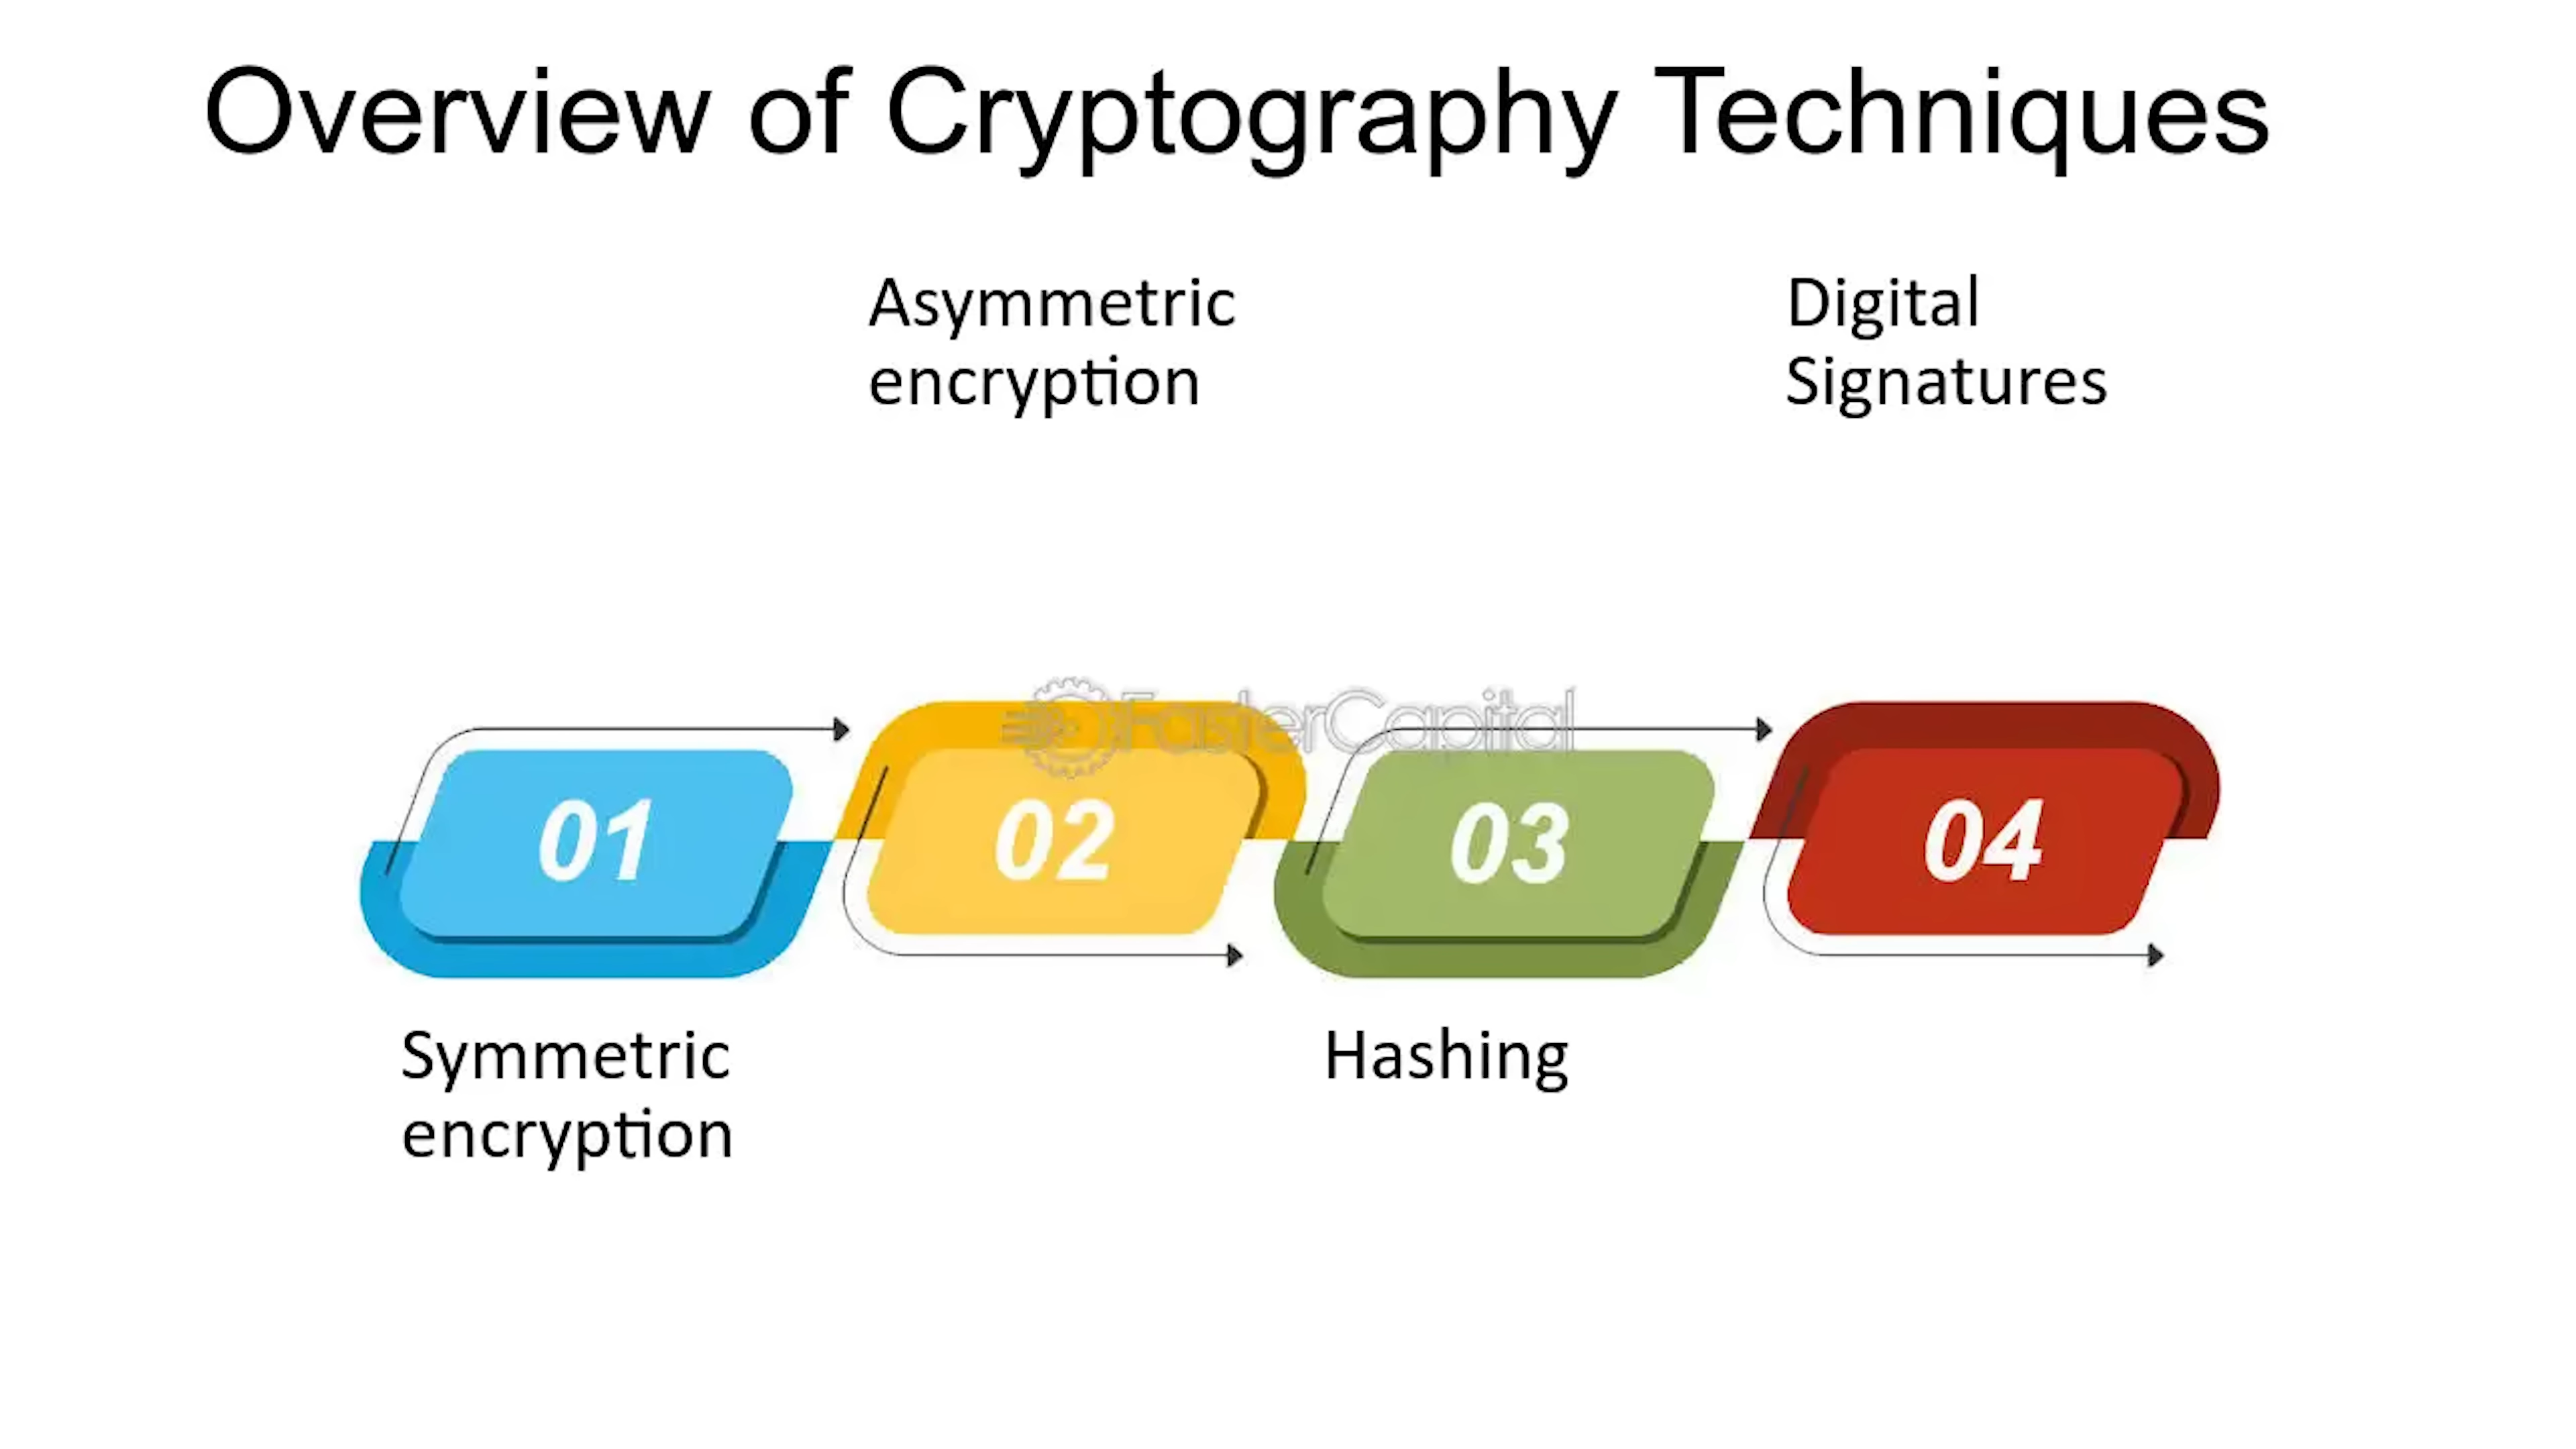 Overview of Cryptography Techniques
Asymmetric
encryption
Digital
Signatures
FasterCapital
01
02
03
04
Symmetric
encryption
Hashing